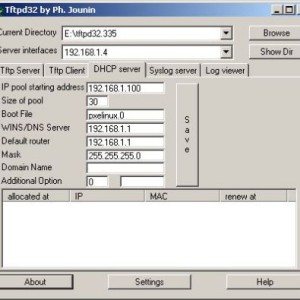 Tftpd32 by Ph. Jounin
Current Directory E:\tftpd32.335 Browse
Server interfaces 192.168.1.4 Show Dir
Tftp Server Tftp Client DHCP server Syslog server Log viewer
IP pool starting address 192.168.1.100
Size of pool 30
Boot File pxelinux.0
WINS/DNS Server 192.168.1.1
Default router 192.168.1.1
Mask 255.255.255.0
Domain Name
Additional Option 0
Save
allocated at IP MAC renew at
About Settings Help